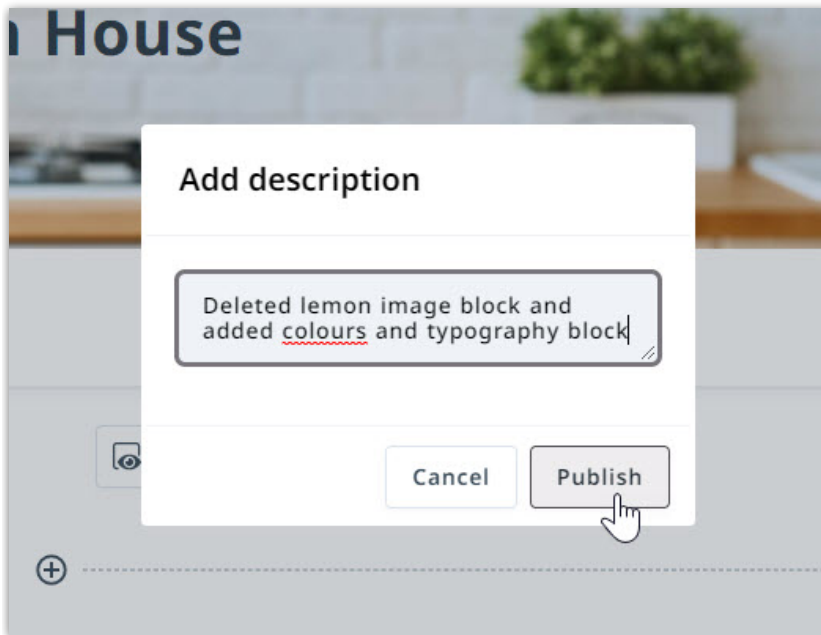 House
Add description
Deleted lemon image block and
added colours and typography block
Cancel
Publish